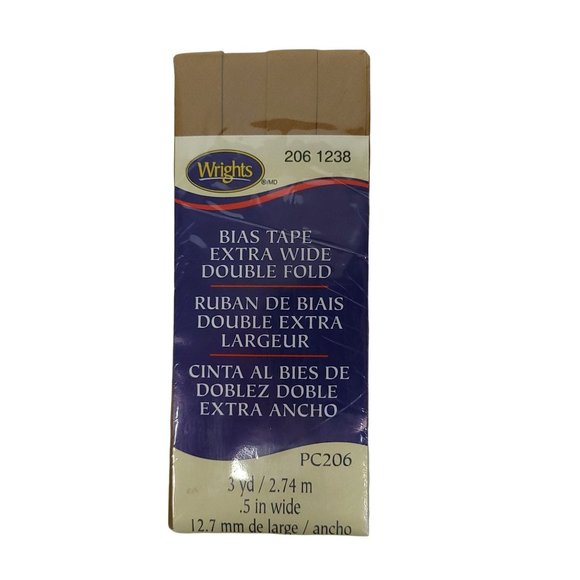 Wrights
®/MD
206 1238
BIAS TAPE
EXTRA WIDE
DOUBLE FOLD
RUBAN DE BIAIS
DOUBLE EXTRA
LARGEUR
CINTA AL BIES DE
DOBLEZ DOBLE
EXTRA ANCHO
PC206
3 yd / 2.74 m
.5 in wide
12.7 mm de large / ancho